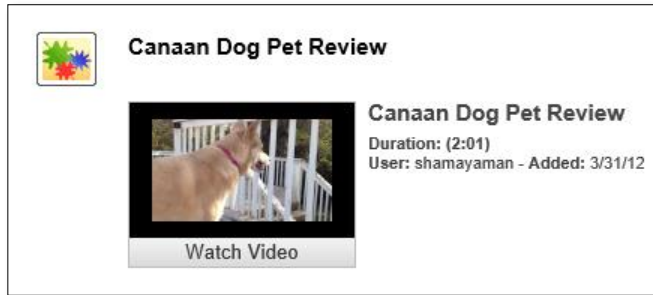 Canaan Dog Pet Review
Canaan Dog Pet Review
Duration: (2:01)
User: shamayaman - Added: 3/31/12
Watch Video